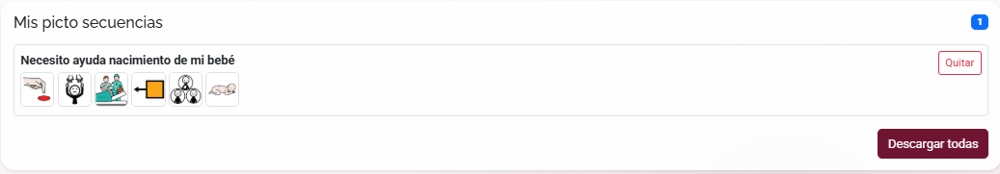 Mis picto secuencias
1
Necesito ayuda nacimiento de mi bebé
Quitar
Descargar todas